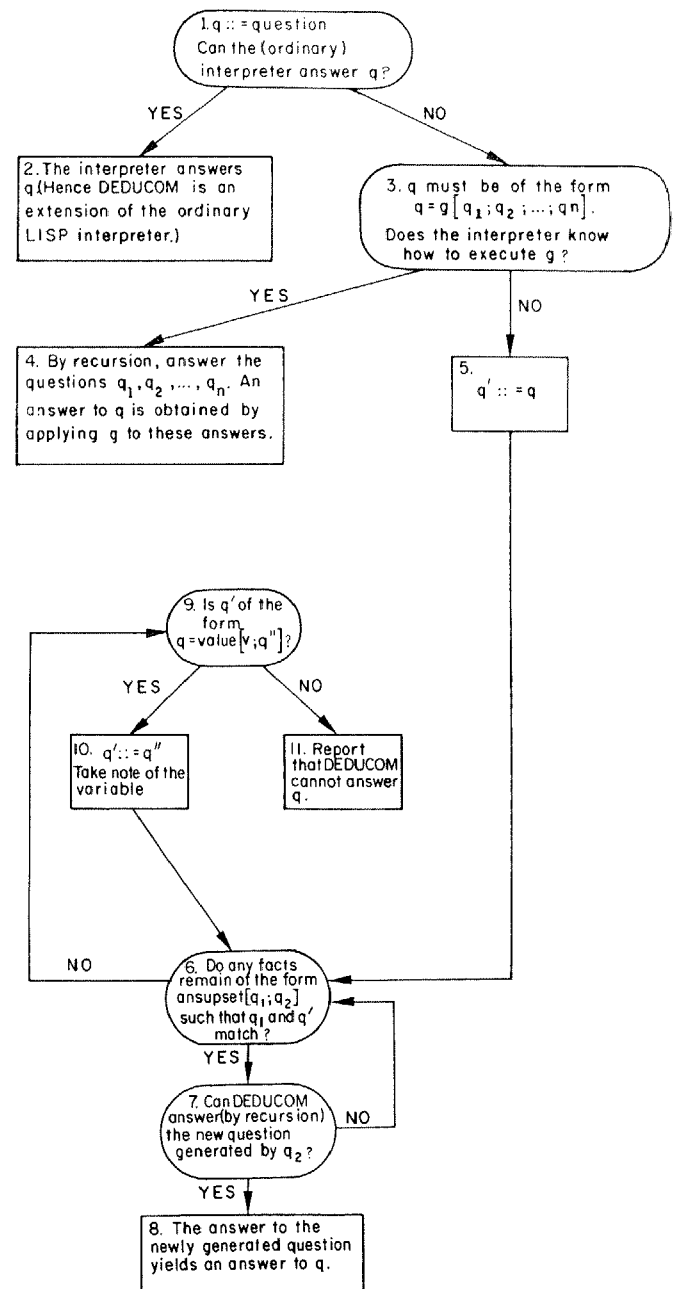 1. q ::=question
Can the (ordinary)
interpreter answer q?
YES
NO
2. The interpreter answers
q.(Hence DEDUCOM is an
extension of the ordinary
LISP interpreter.)
3. q must be of the form
q=g[q₁;q₂;...;qn].
Does the interpreter know
how to execute g?
YES
NO
4. By recursion, answer the
questions q₁,q₂,..., qₙ. An
answer to q is obtained by
applying g to these answers.
5.
q' ::= q
9. Is q' of the
form
q=value[v;q"]?
YES
NO
10. q'::=q"
Take note of the
variable
11. Report
that DEDUCOM
cannot answer
q.
NO
6. Do any facts
remain of the form
ansupset[q₁;q₂]
such that q₁ and q'
match?
YES
7. Can DEDUCOM
answer(by recursion)
the new question
generated by q₂?
NO
YES
8. The answer to the
newly generated question
yields an answer to q.